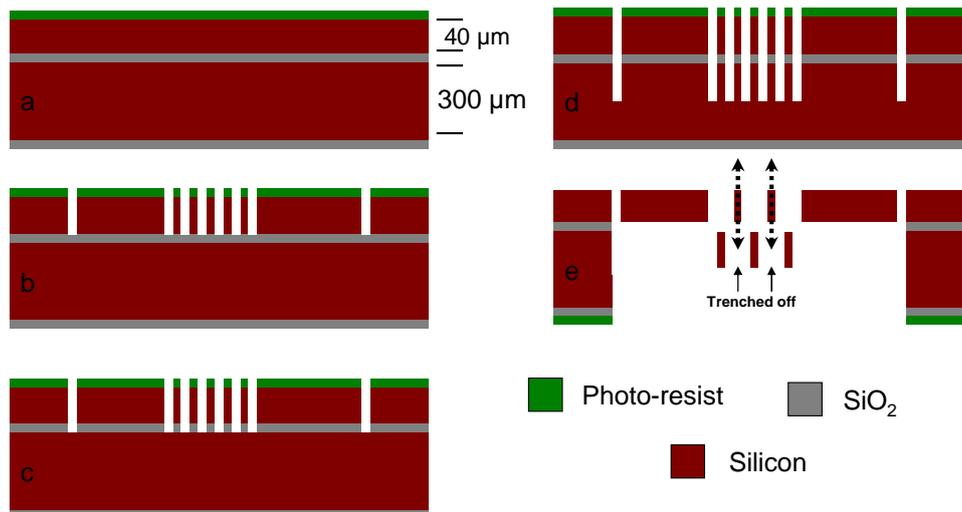 a
40 µm
300 µm
b
c
d
e
Trenched off
Photo-resist
SiO₂
Silicon